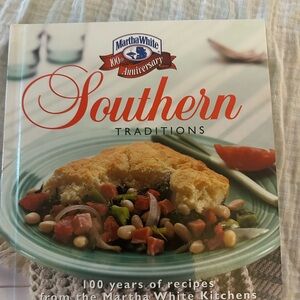 Martha White
100th Anniversary
Southern
TRADITIONS
100 years of recipes
from the Martha White Kitchens